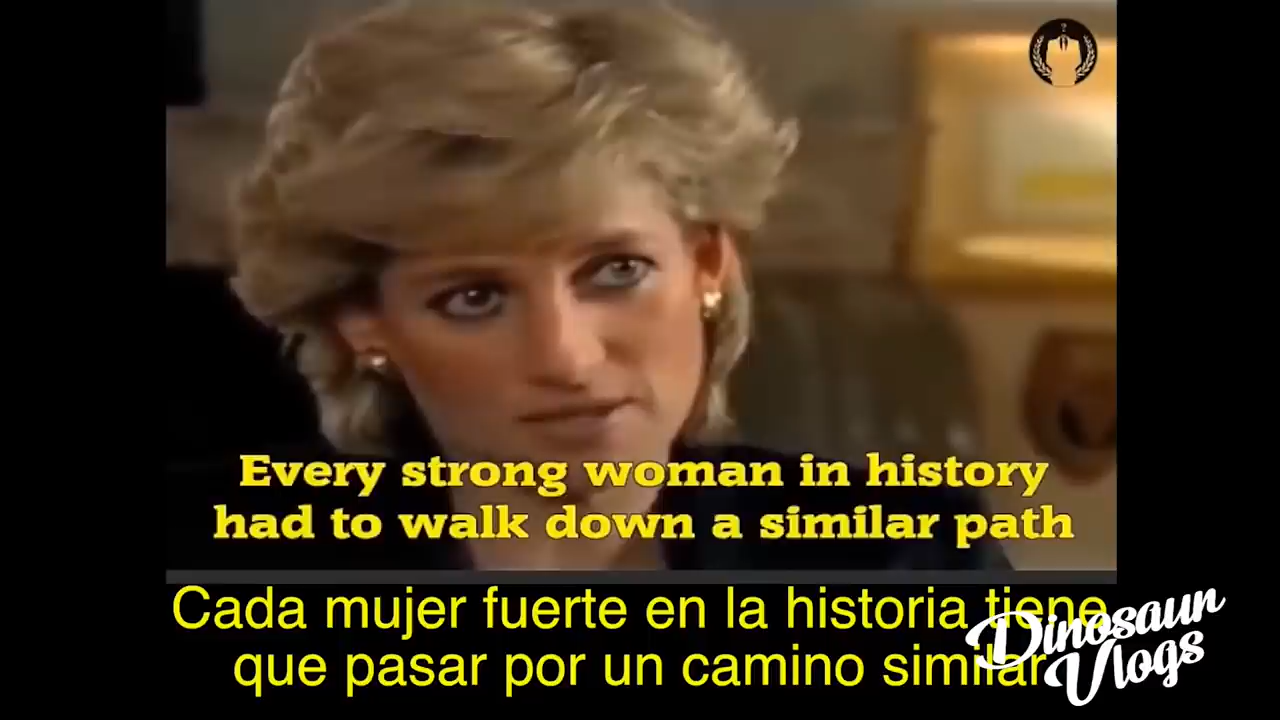 Every strong woman in history
had to walk down a similar path
Cada mujer fuerte en la historia tiene
que pasar por un camino similar
Dinosaur
Vlogs